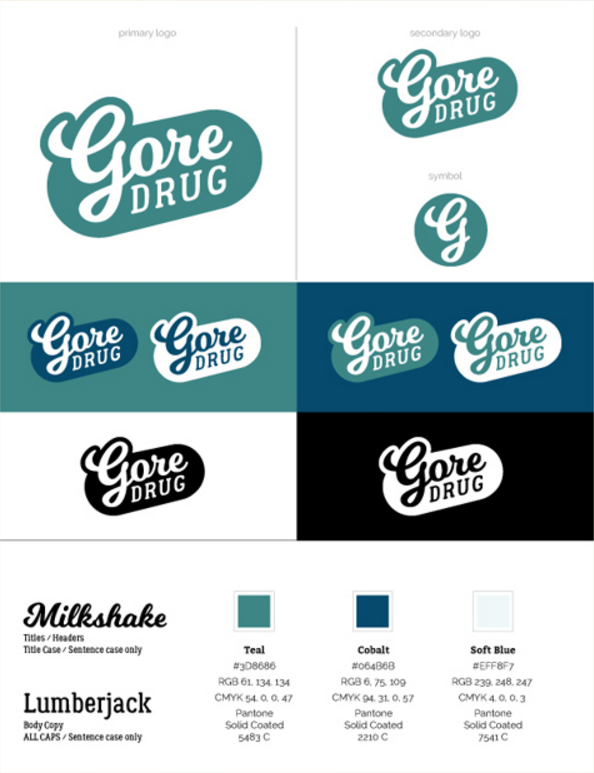 primary logo
Gore
DRUG
secondary logo
Gore
DRUG
symbol
G
Gore
DRUG
Gore
DRUG
Gore
DRUG
Gore
DRUG
Gore
DRUG
Gore
DRUG
Milkshake
Titles / Headers
Title Case / Sentence case only
Lumberjack
Body Copy
ALL CAPS / Sentence case only
Teal
#3D8686
RGB 61, 134, 134
CMYK 54, 0, 0, 47
Pantone
Solid Coated
5483 C
Cobalt
#064B6B
RGB 6, 75, 109
CMYK 94, 31, 0, 57
Pantone
Solid Coated
2210 C
Soft Blue
#EFF8F7
RGB 239, 248, 247
CMYK 4, 0, 0, 3
Pantone
Solid Coated
7541 C